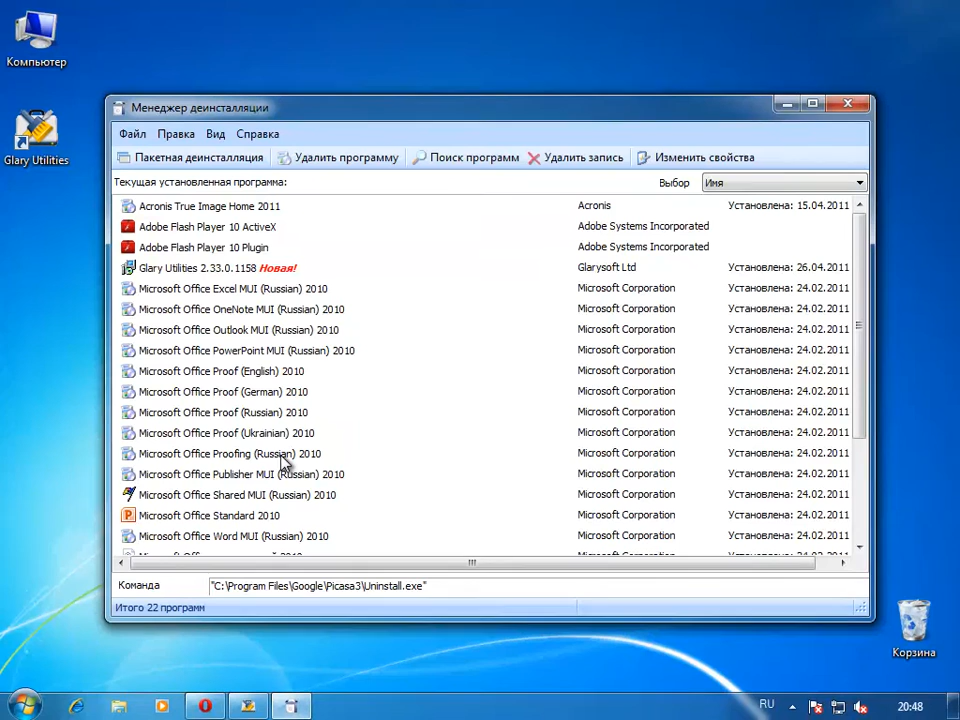 Компьютер
Glary Utilities
Менеджер деинсталляции
Файл Правка Вид Справка
Пакетная деинсталляция Удалить программу Поиск программ Удалить запись Изменить свойства
Текущая установленная программа: Выбор Имя
Acronis True Image Home 2011 Acronis Установлена: 15.04.2011
Adobe Flash Player 10 ActiveX Adobe Systems Incorporated
Adobe Flash Player 10 Plugin Adobe Systems Incorporated
Glary Utilities 2.33.0.1158 Новая! Glarysoft Ltd Установлена: 26.04.2011
Microsoft Office Excel MUI (Russian) 2010 Microsoft Corporation Установлена: 24.02.2011
Microsoft Office OneNote MUI (Russian) 2010 Microsoft Corporation Установлена: 24.02.2011
Microsoft Office Outlook MUI (Russian) 2010 Microsoft Corporation Установлена: 24.02.2011
Microsoft Office PowerPoint MUI (Russian) 2010 Microsoft Corporation Установлена: 24.02.2011
Microsoft Office Proof (English) 2010 Microsoft Corporation Установлена: 24.02.2011
Microsoft Office Proof (German) 2010 Microsoft Corporation Установлена: 24.02.2011
Microsoft Office Proof (Russian) 2010 Microsoft Corporation Установлена: 24.02.2011
Microsoft Office Proof (Ukrainian) 2010 Microsoft Corporation Установлена: 24.02.2011
Microsoft Office Proofing (Russian) 2010 Microsoft Corporation Установлена: 24.02.2011
Microsoft Office Publisher MUI (Russian) 2010 Microsoft Corporation Установлена: 24.02.2011
Microsoft Office Shared MUI (Russian) 2010 Microsoft Corporation Установлена: 24.02.2011
Microsoft Office Standard 2010 Microsoft Corporation Установлена: 24.02.2011
Microsoft Office Word MUI (Russian) 2010 Microsoft Corporation Установлена: 24.02.2011
Команда "C:\Program Files\Google\Picasa3\Uninstall.exe"
Итого 22 программ
Корзина
RU 20:48